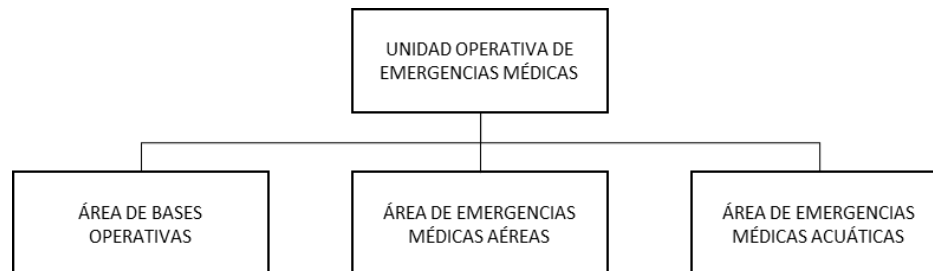 UNIDAD OPERATIVA DE
EMERGENCIAS MÉDICAS
ÁREA DE BASES
OPERATIVAS
ÁREA DE EMERGENCIAS
MÉDICAS AÉREAS
ÁREA DE EMERGENCIAS
MÉDICAS ACUÁTICAS